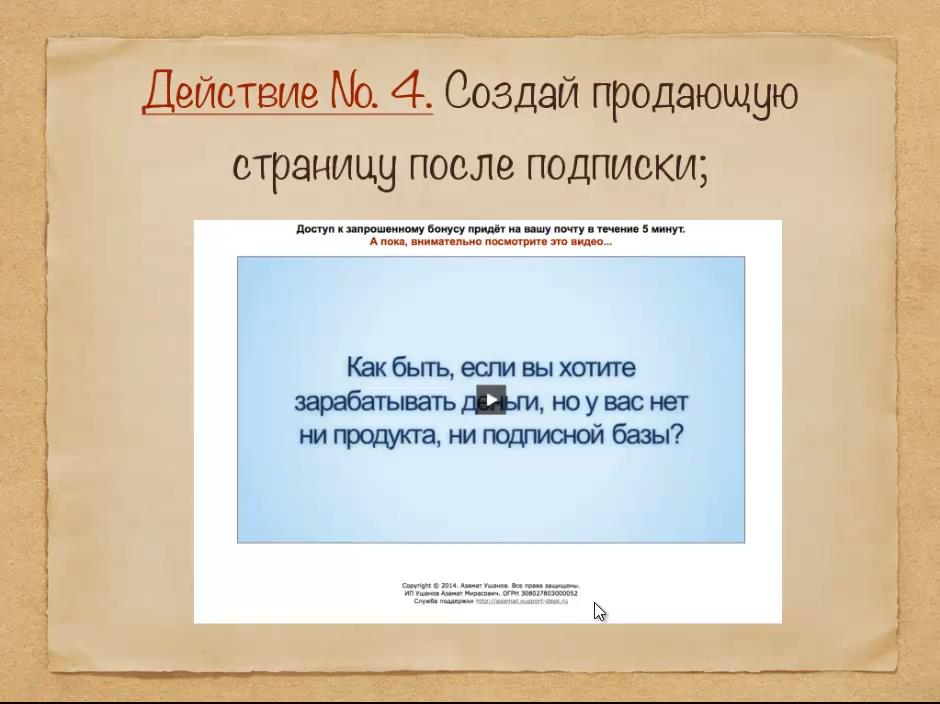 Действие No. 4. Создай продающую
страницу после подписки;
Доступ к запрошенному бонусу придёт на вашу почту в течение 5 минут.
А пока, внимательно посмотрите это видео...
Как быть, если вы хотите
зарабатывать деньги, но у вас нет
ни продукта, ни подписной базы?
Copyright © 2014. Азамат Ушанов. Все права защищены.
ИП Ушанов Азамат Мирасович. ОГРН 308027803000052
Служба поддержки http://azamat.support-desk.ru